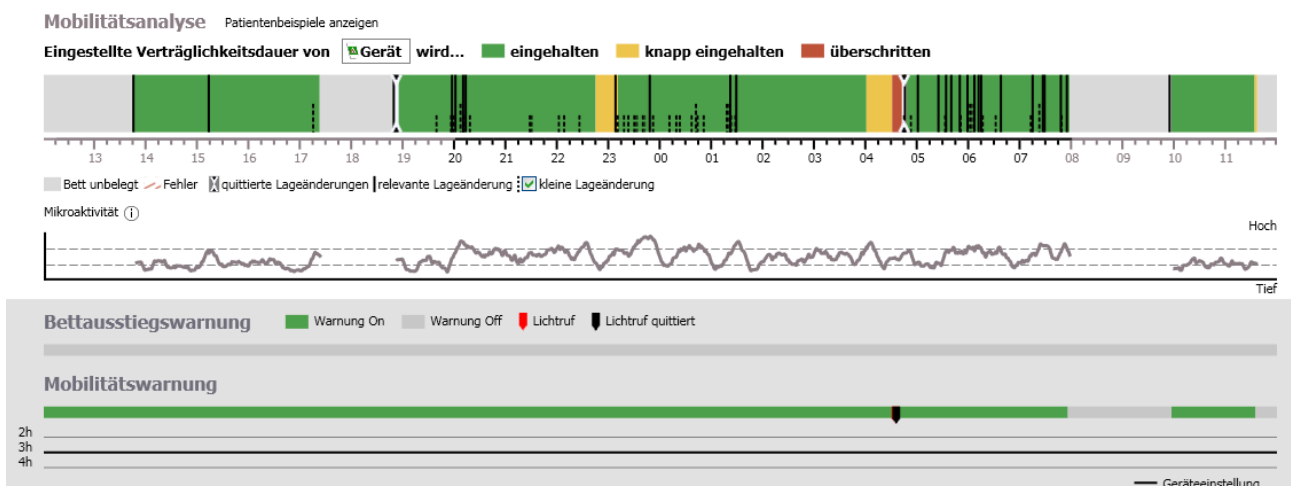 Mobilitätsanalyse Patientenbeispiele anzeigen
Eingestellte Verträglichkeitsdauer von Gerät wird... eingehalten knapp eingehalten überschritten
13 14 15 16 17 18 19 20 21 22 23 00 01 02 03 04 05 06 07 08 09 10 11
Bett unbelegt Fehler quittierte Lageänderungen relevante Lageänderung kleine Lageänderung
Mikroaktivität i
Hoch
Tief
Bettausstiegswarnung Warnung On Warnung Off Lichtruf Lichtruf quittiert
Mobilitätswarnung
2h
3h
4h
Geräteeinstellung